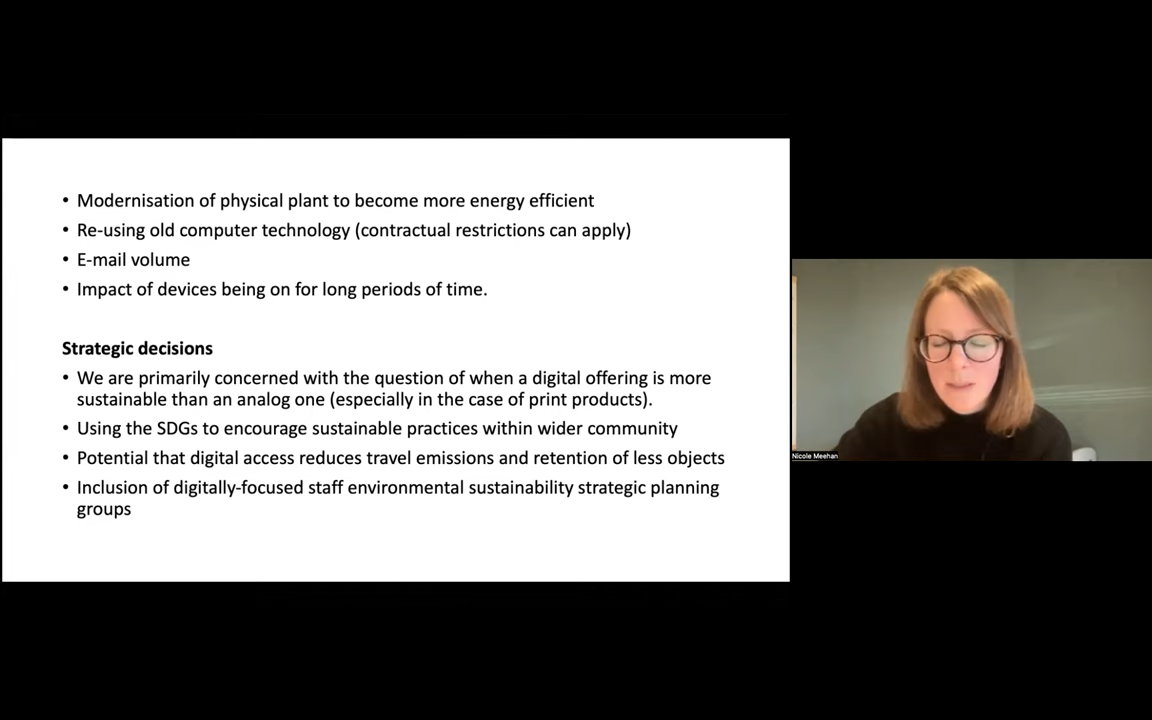 • Modernisation of physical plant to become more energy efficient
• Re-using old computer technology (contractual restrictions can apply)
• E-mail volume
• Impact of devices being on for long periods of time.
Strategic decisions
• We are primarily concerned with the question of when a digital offering is more
sustainable than an analog one (especially in the case of print products).
• Using the SDGs to encourage sustainable practices within wider community
• Potential that digital access reduces travel emissions and retention of less objects
• Inclusion of digitally-focused staff environmental sustainability strategic planning
groups
Nicole Meehan